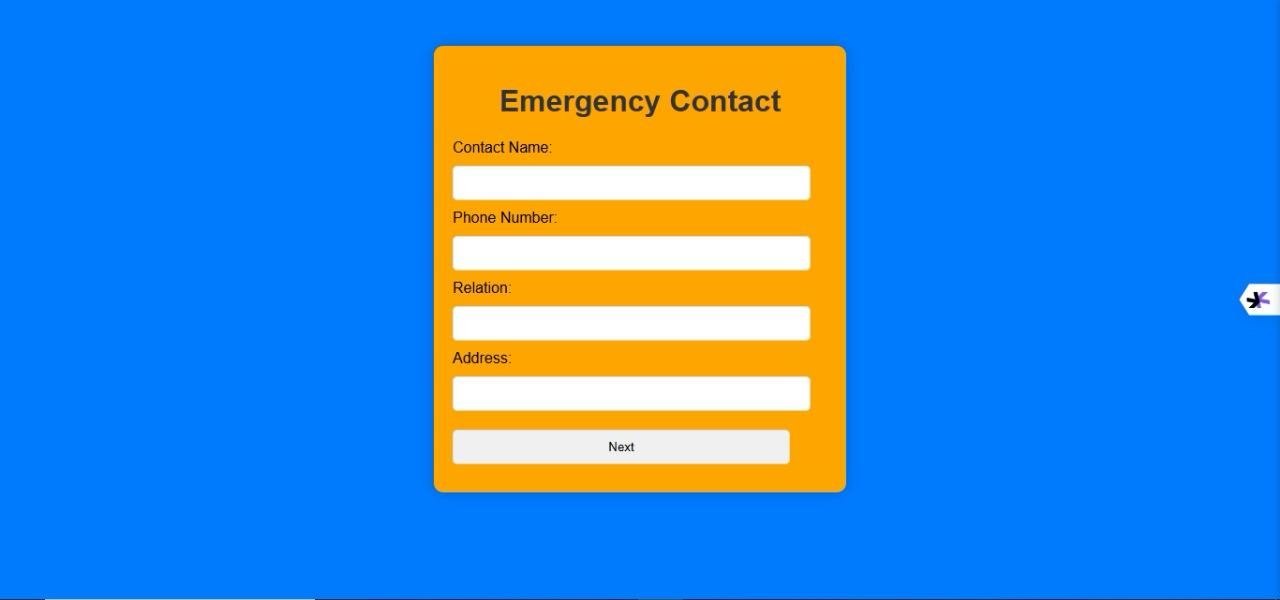 Emergency Contact
Contact Name:
Phone Number:
Relation:
Address:
Next